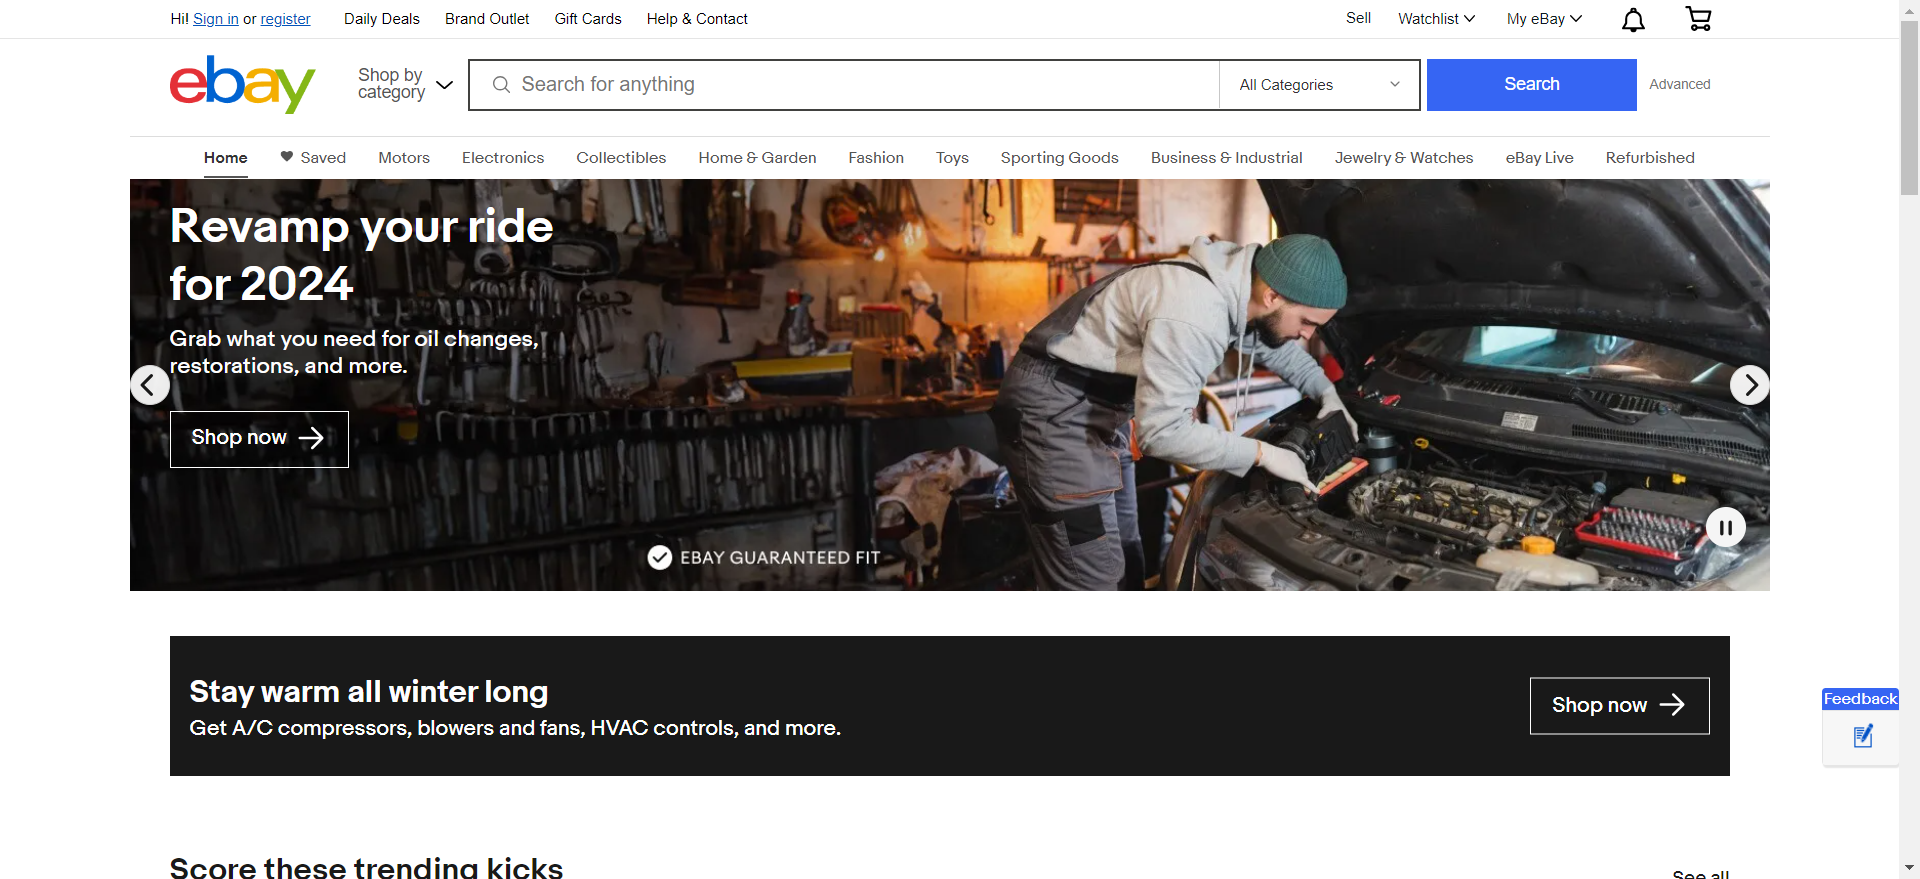 Hi! Sign in or register
Daily Deals
Brand Outlet
Gift Cards
Help & Contact
Sell
Watchlist
My eBay
ebay
Shop by
category
Search for anything
All Categories
Search
Advanced
Home
Saved
Motors
Electronics
Collectibles
Home & Garden
Fashion
Toys
Sporting Goods
Business & Industrial
Jewelry & Watches
eBay Live
Refurbished
Revamp your ride
for 2024
Grab what you need for oil changes,
restorations, and more.
Shop now
EBAY GUARANTEED FIT
Stay warm all winter long
Get A/C compressors, blowers and fans, HVAC controls, and more.
Shop now
Feedback
Score these trending kicks
See all